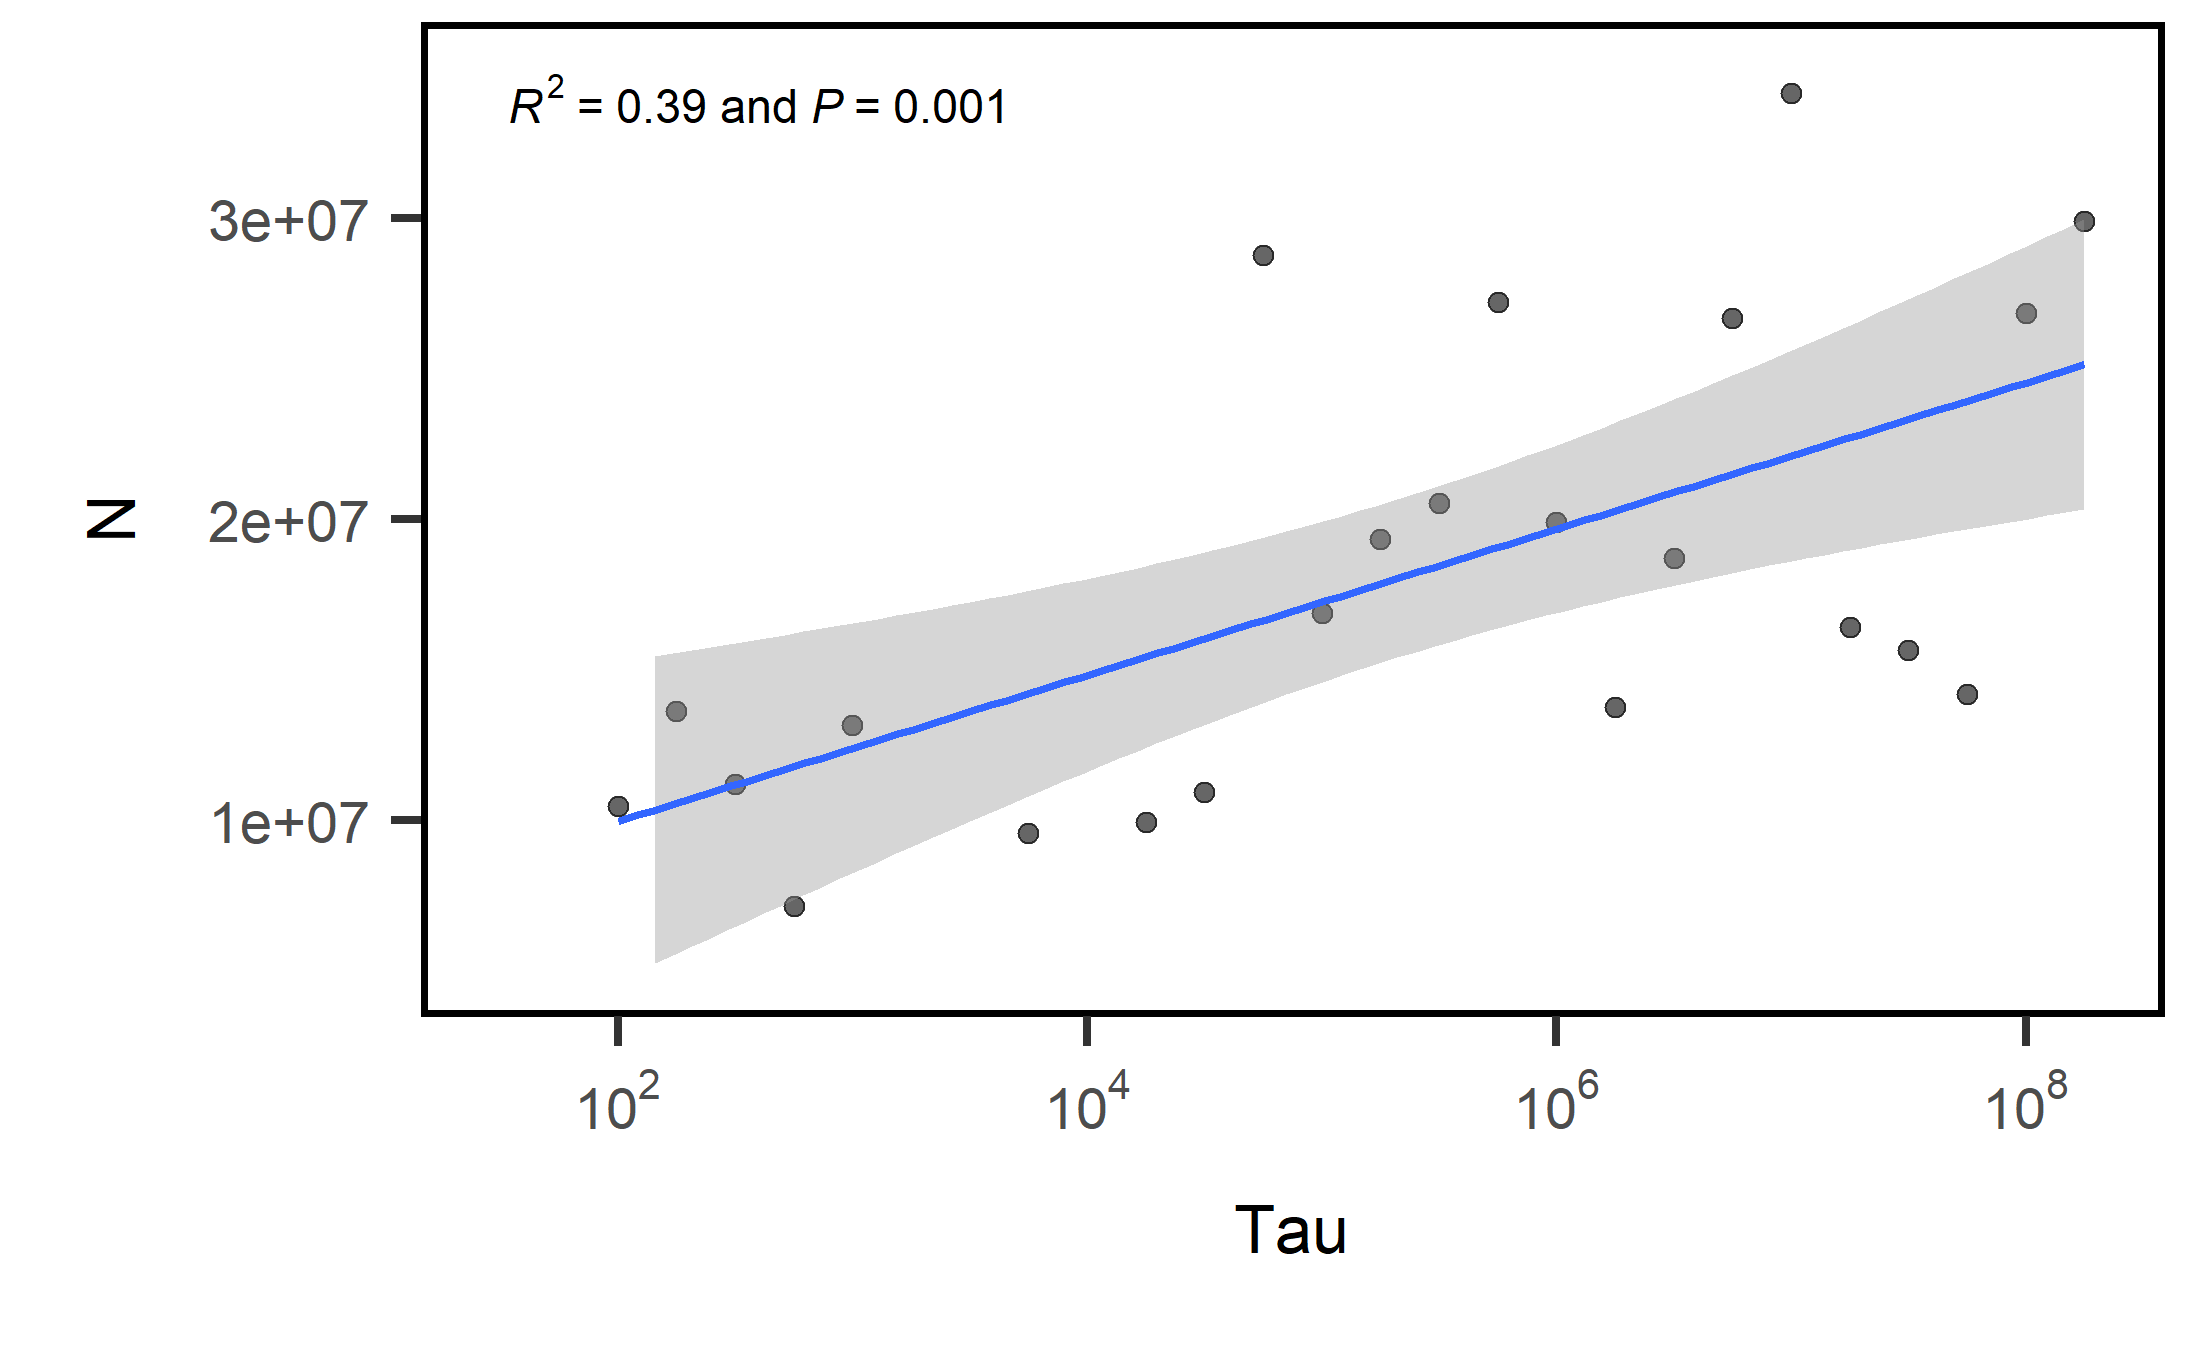 R² = 0.39 and P = 0.001
3e+07
2e+07
1e+07
N
10² 10⁴ 10⁶ 10⁸
Tau